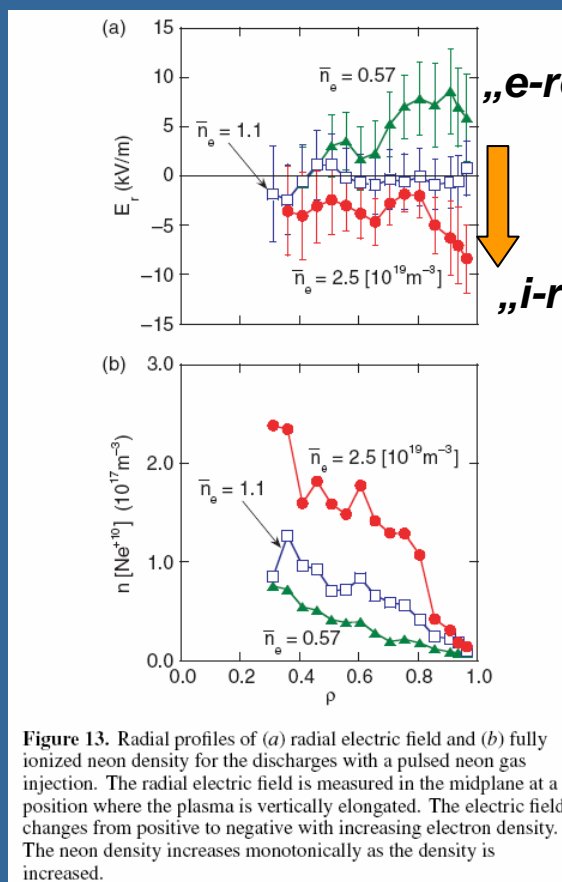 (a)
15
10
5
0
−5
−10
−15
E_r (kV/m)
n̄_e = 0.57
n̄_e = 1.1
n̄_e = 2.5 [10^19 m^−3]
„e-r
„i-r
(b)
3.0
2.0
1.0
0.0
n [Ne^+10] (10^17 m^−3)
n̄_e = 2.5 [10^19 m^−3]
n̄_e = 1.1
n̄_e = 0.57
0.0 0.2 0.4 0.6 0.8 1.0
ρ
Figure 13. Radial profiles of (a) radial electric field and (b) fully
ionized neon density for the discharges with a pulsed neon gas
injection. The radial electric field is measured in the midplane at a
position where the plasma is vertically elongated. The electric field
changes from positive to negative with increasing electron density.
The neon density increases monotonically as the density is
increased.